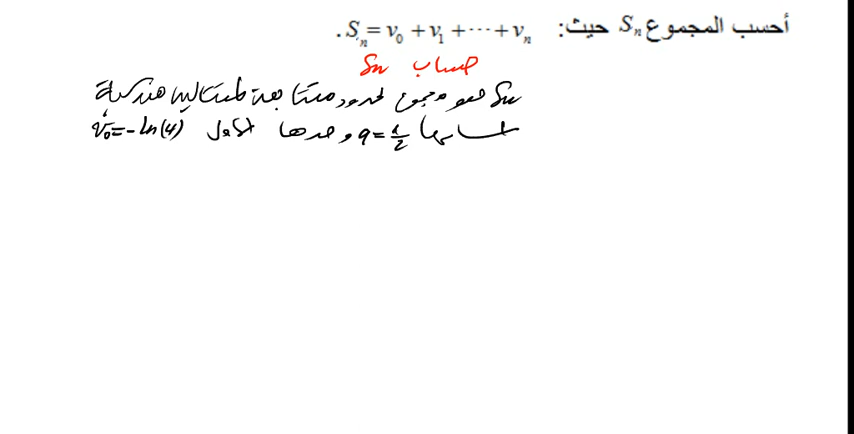 أحسب المجموع Sₙ حيث: Sₙ = v₀ + v₁ + ⋯ + vₙ .
حساب Sn
Sn هو مجموع حدود متتابعة لمتتالية هندسية
أساسها q = 1/2 وحدها الأول v₀ = -ln(4)